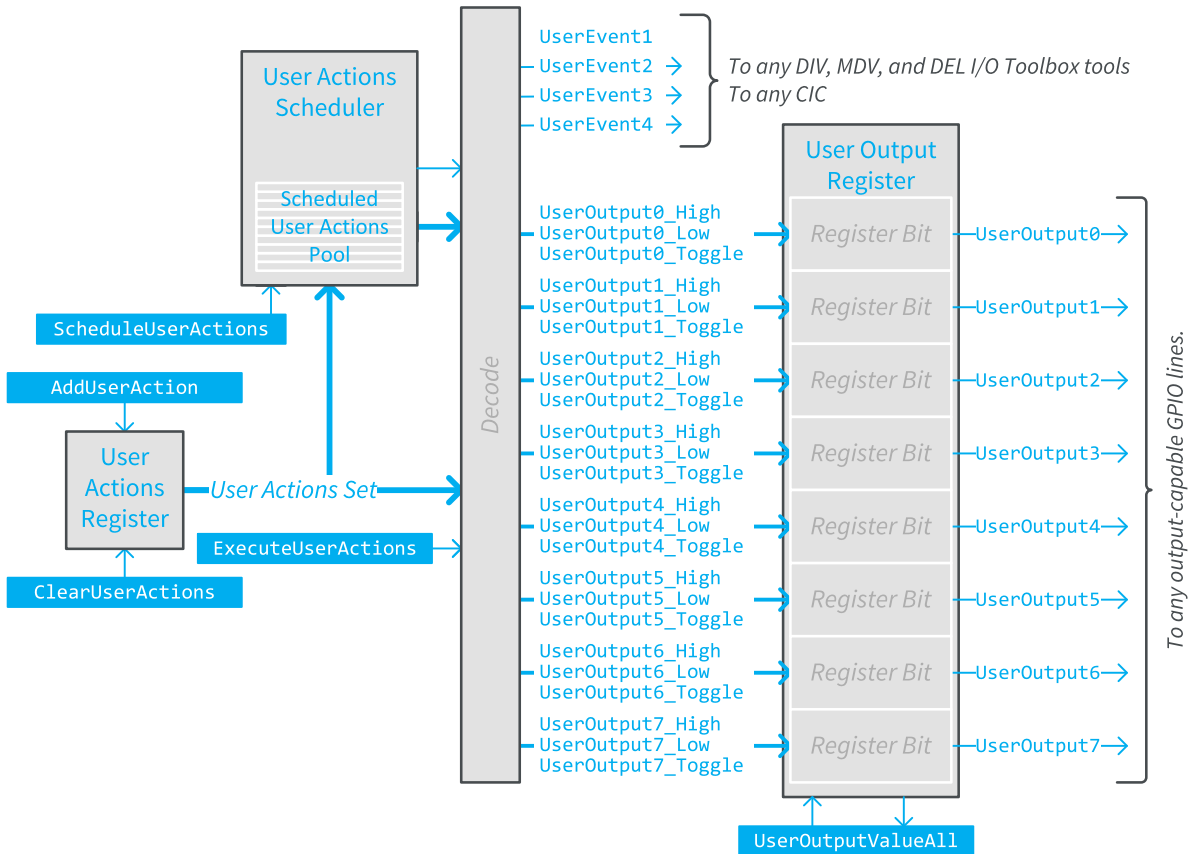 User Actions
Scheduler
Scheduled
User Actions
Pool
ScheduleUserActions
AddUserAction
User
Actions
Register
User Actions Set
ExecuteUserActions
ClearUserActions
Decode
UserEvent1
UserEvent2
UserEvent3
UserEvent4
To any DIV, MDV, and DEL I/O Toolbox tools
To any CIC
UserOutput0_High
UserOutput0_Low
UserOutput0_Toggle
UserOutput1_High
UserOutput1_Low
UserOutput1_Toggle
UserOutput2_High
UserOutput2_Low
UserOutput2_Toggle
UserOutput3_High
UserOutput3_Low
UserOutput3_Toggle
UserOutput4_High
UserOutput4_Low
UserOutput4_Toggle
UserOutput5_High
UserOutput5_Low
UserOutput5_Toggle
UserOutput6_High
UserOutput6_Low
UserOutput6_Toggle
UserOutput7_High
UserOutput7_Low
UserOutput7_Toggle
User Output
Register
Register Bit
Register Bit
Register Bit
Register Bit
Register Bit
Register Bit
Register Bit
Register Bit
UserOutput0
UserOutput1
UserOutput2
UserOutput3
UserOutput4
UserOutput5
UserOutput6
UserOutput7
To any output-capable GPIO lines.
UserOutputValueAll